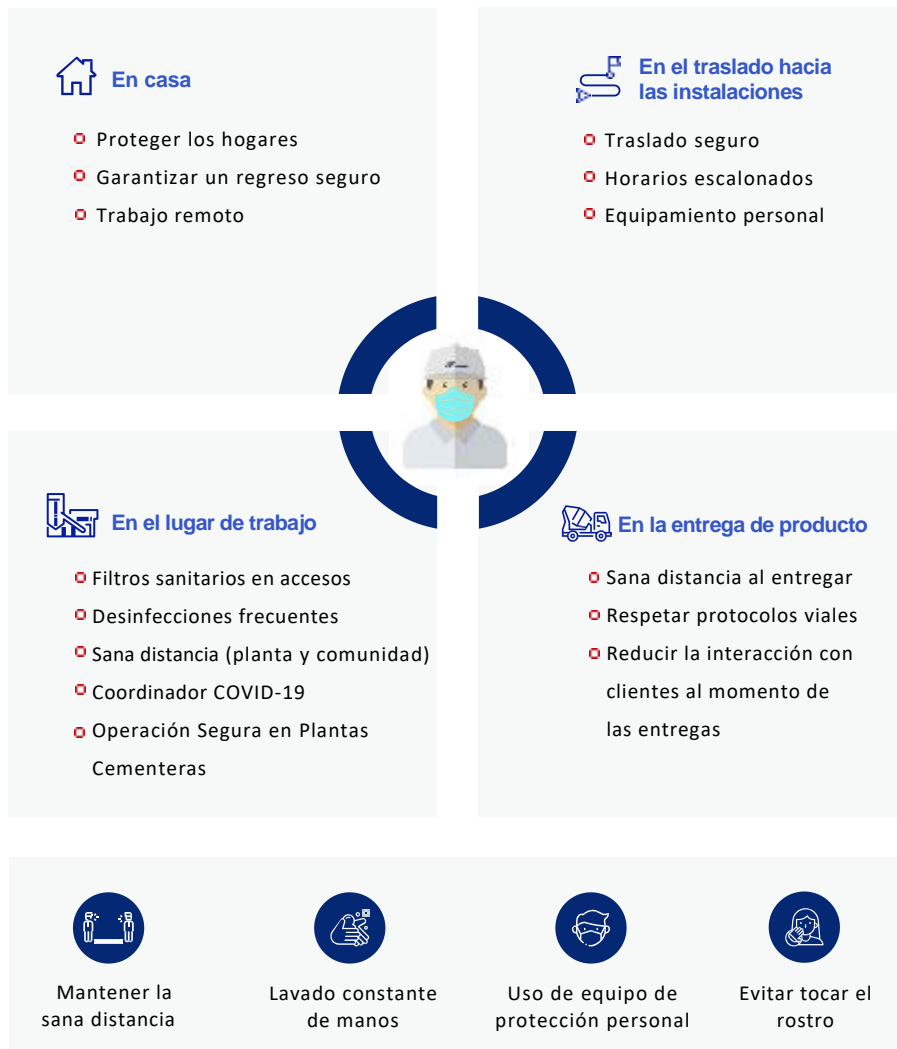 En casa
Proteger los hogares
Garantizar un regreso seguro
Trabajo remoto
En el traslado hacia
las instalaciones
Traslado seguro
Horarios escalonados
Equipamiento personal
En el lugar de trabajo
Filtros sanitarios en accesos
Desinfecciones frecuentes
Sana distancia (planta y comunidad)
Coordinador COVID-19
Operación Segura en Plantas
Cementeras
En la entrega de producto
Sana distancia al entregar
Respetar protocolos viales
Reducir la interacción con
clientes al momento de
las entregas
Mantener la
sana distancia
Lavado constante
de manos
Uso de equipo de
protección personal
Evitar tocar el
rostro